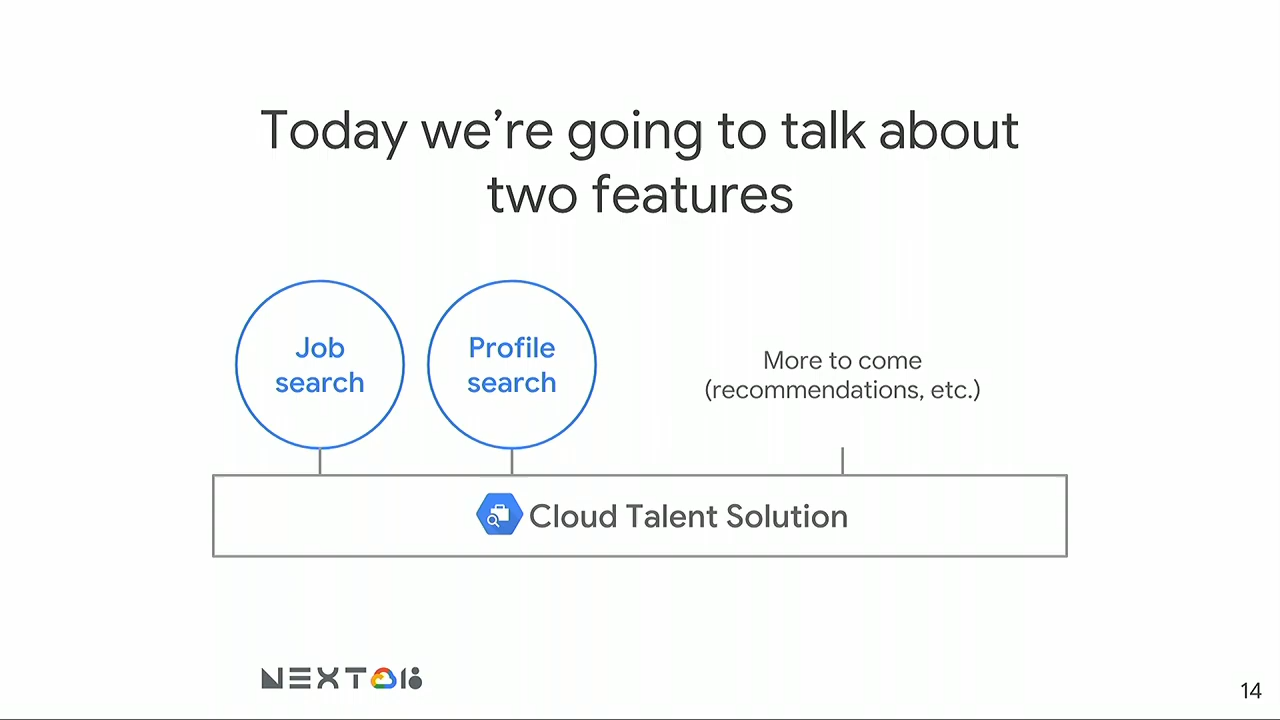 Today we’re going to talk about
two features
Job
search
Profile
search
More to come
(recommendations, etc.)
Cloud Talent Solution
NEXT 18
14